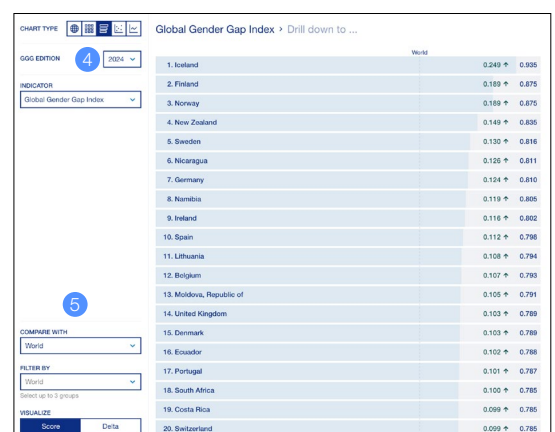 CHART TYPE
Global Gender Gap Index > Drill down to ...
GGG EDITION
4
2024
World
INDICATOR
Global Gender Gap Index
1. Iceland 0.249 ↑ 0.935
2. Finland 0.189 ↑ 0.875
3. Norway 0.189 ↑ 0.875
4. New Zealand 0.149 ↑ 0.835
5. Sweden 0.130 ↑ 0.816
6. Nicaragua 0.126 ↑ 0.811
7. Germany 0.124 ↑ 0.810
8. Namibia 0.119 ↑ 0.805
9. Ireland 0.116 ↑ 0.802
10. Spain 0.112 ↑ 0.798
11. Lithuania 0.108 ↑ 0.794
12. Belgium 0.107 ↑ 0.793
13. Moldova, Republic of 0.105 ↑ 0.791
14. United Kingdom 0.103 ↑ 0.789
15. Denmark 0.103 ↑ 0.789
16. Ecuador 0.102 ↑ 0.788
17. Portugal 0.101 ↑ 0.787
18. South Africa 0.100 ↑ 0.785
19. Costa Rica 0.099 ↑ 0.785
20. Switzerland 0.099 ↑ 0.785
5
COMPARE WITH
World
FILTER BY
World
Select up to 3 groups
VISUALIZE
Score Delta